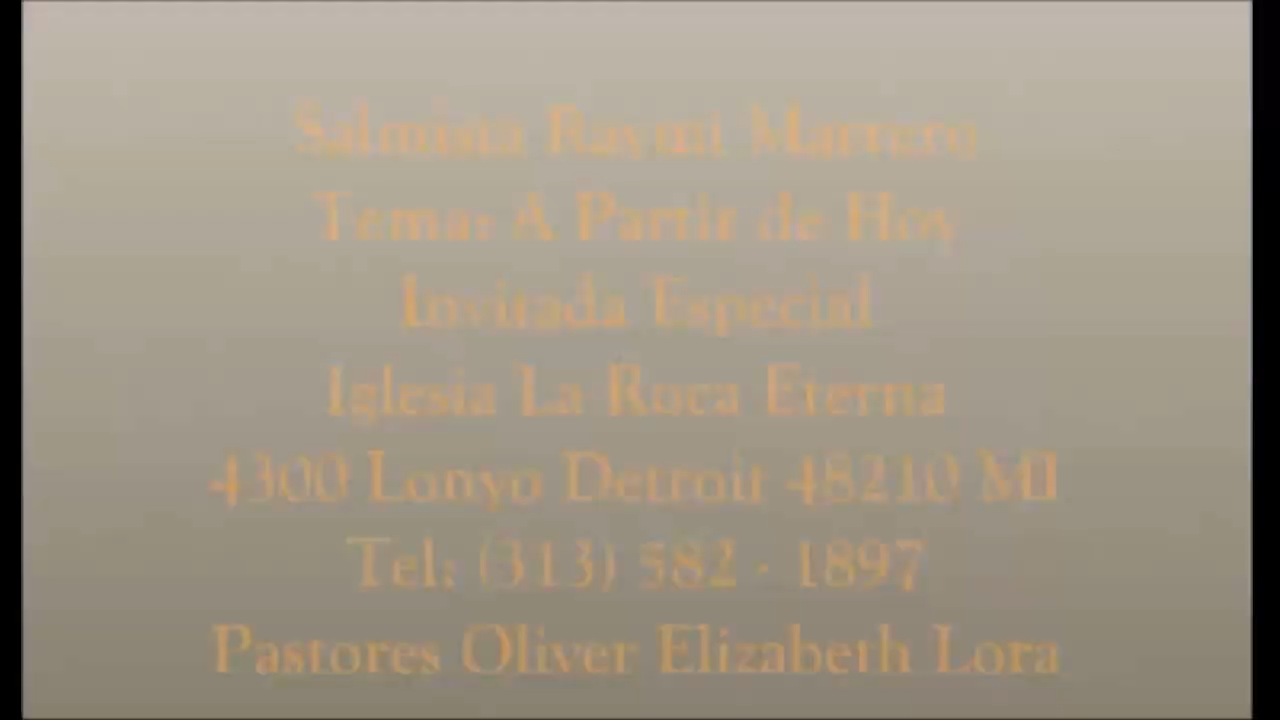 Salmista Raymi Marrero
Tema: A Partir de Hoy
Invitada Especial
Iglesia La Roca Eterna
4300 Lonyo Detroit 48210 MI
Tel: (313) 582 - 1897
Pastores Oliver Elizabeth Lora